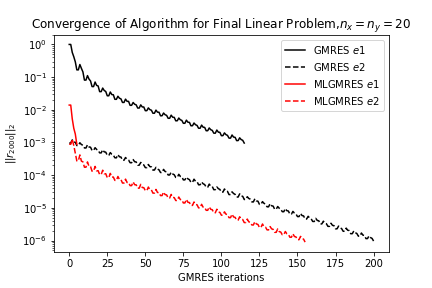 Convergence of Algorithm for Final Linear Problem,$n_x = n_y = 20$
GMRES e1
GMRES e2
MLGMRES e1
MLGMRES e2
$||r_{2000}||_2$
$10^0$
$10^{-1}$
$10^{-2}$
$10^{-3}$
$10^{-4}$
$10^{-5}$
$10^{-6}$
0 25 50 75 100 125 150 175 200
GMRES iterations